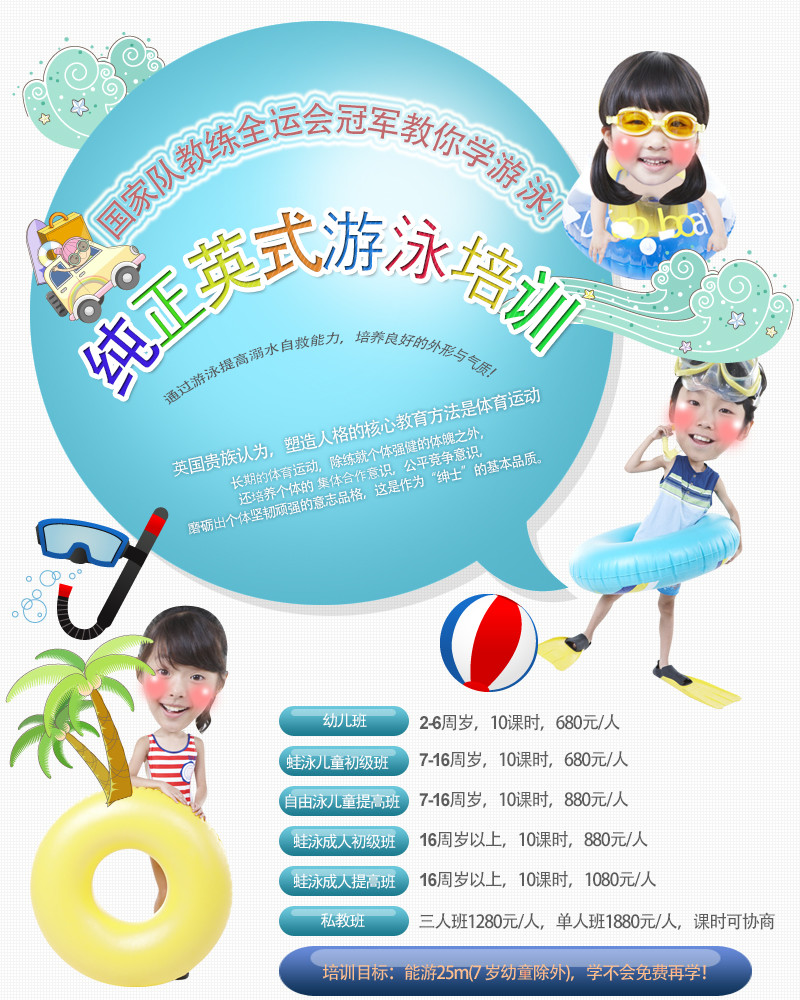 国家队教练全运会冠军教你学游泳!
纯正英式游泳培训
通过游泳提高溺水自救能力，培养良好的外形与气质!
英国贵族认为，塑造人格的核心教育方法是体育运动
长期的体育运动，除练就个体强健的体魄之外，
还培养个体的 集体合作意识，公平竞争意识，
磨砺出个体坚韧顽强的意志品格，这是作为“绅士”的基本品质。
幼儿班 2-6周岁，10课时，680元/人
蛙泳儿童初级班 7-16周岁，10课时，680元/人
自由泳儿童提高班 7-16周岁，10课时，880元/人
蛙泳成人初级班 16周岁以上，10课时，880元/人
蛙泳成人提高班 16周岁以上，10课时，1080元/人
私教班 三人班1280元/人，单人班1880元/人，课时可协商
培训目标：能游25m(7 岁幼童除外)，学不会免费再学!